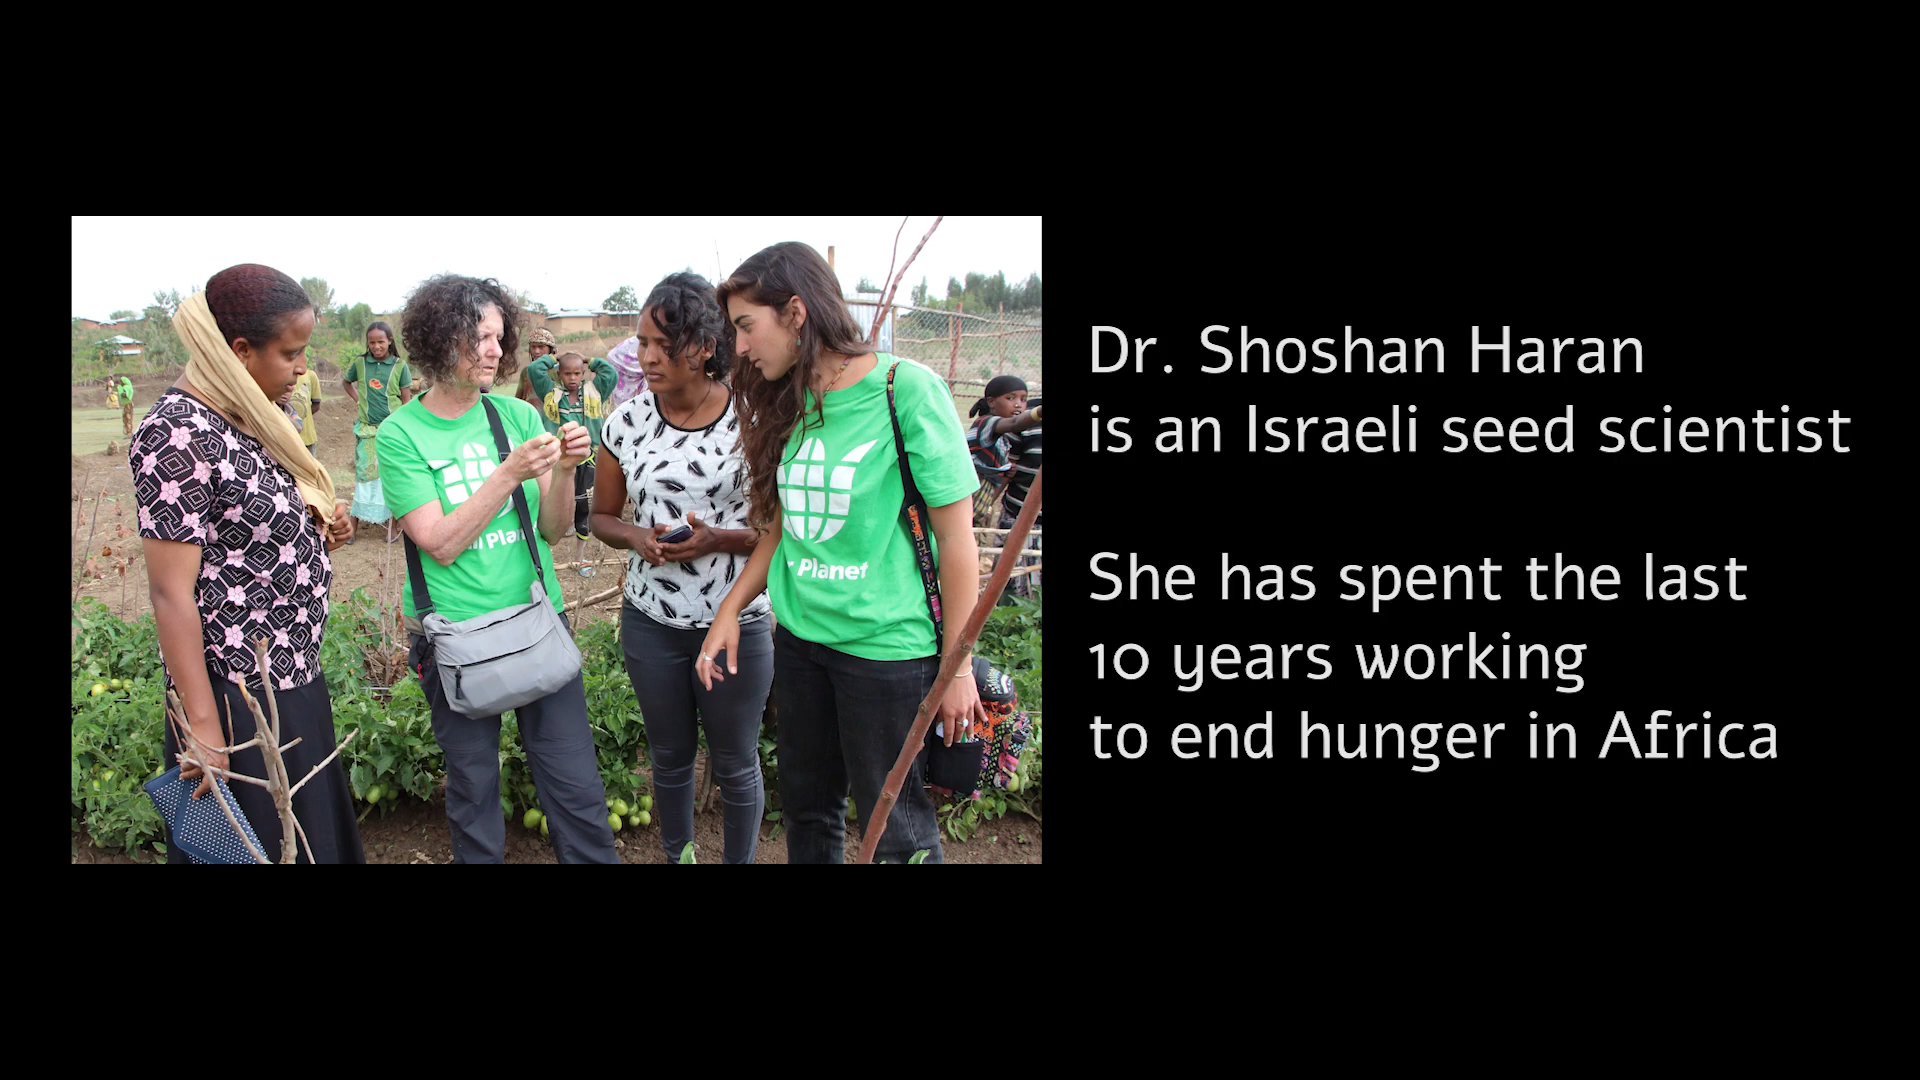 Dr. Shoshan Haran
is an Israeli seed scientist
She has spent the last
10 years working
to end hunger in Africa
Planet